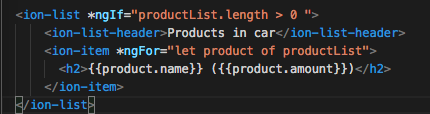 <ion-list *ngIf="productList.length > 0 ">
<ion-list-header>Products in car</ion-list-header>
<ion-item *ngFor="let product of productList">
<h2>{{product.name}} ({{product.amount}})</h2>
</ion-item>
</ion-list>